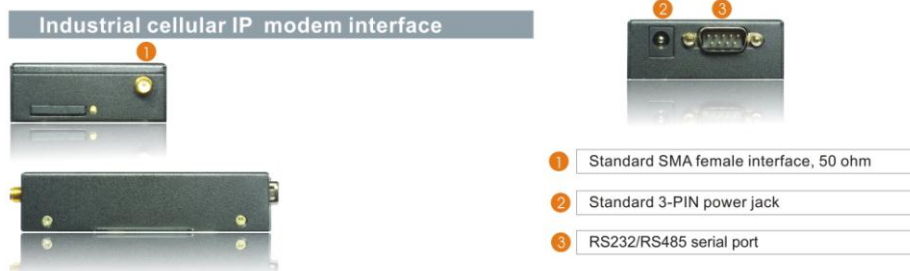 Industrial cellular IP modem interface
1
2 3
1 Standard SMA female interface, 50 ohm
2 Standard 3-PIN power jack
3 RS232/RS485 serial port